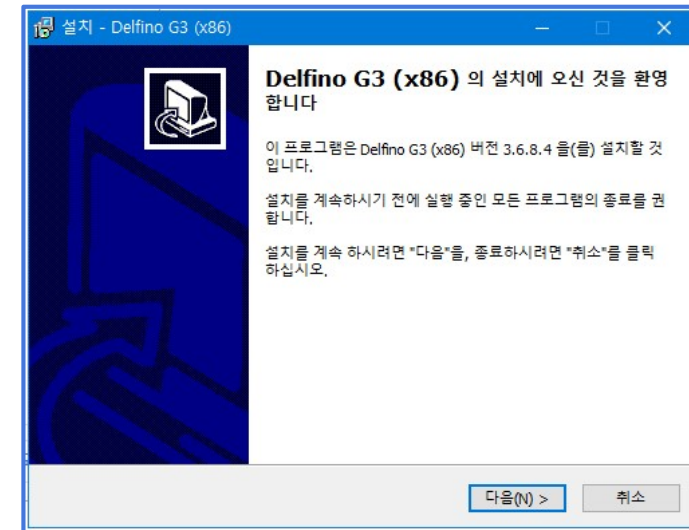 설치 - Delfino G3 (x86)
Delfino G3 (x86) 의 설치에 오신 것을 환영
합니다
이 프로그램은 Delfino G3 (x86) 버전 3.6.8.4 을(를) 설치할 것
입니다.
설치를 계속하시기 전에 실행 중인 모든 프로그램의 종료를 권
합니다.
설치를 계속 하시려면 "다음"을, 종료하시려면 "취소"를 클릭
하십시오.
다음(N) >
취소